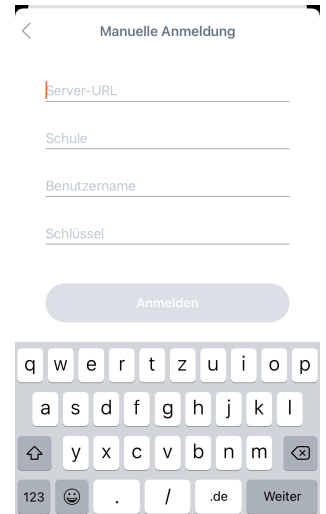 Manuelle Anmeldung
Server-URL
Schule
Benutzername
Schlüssel
Anmelden
q w e r t z u i o p
a s d f g h j k l
y x c v b n m
123 . / .de Weiter